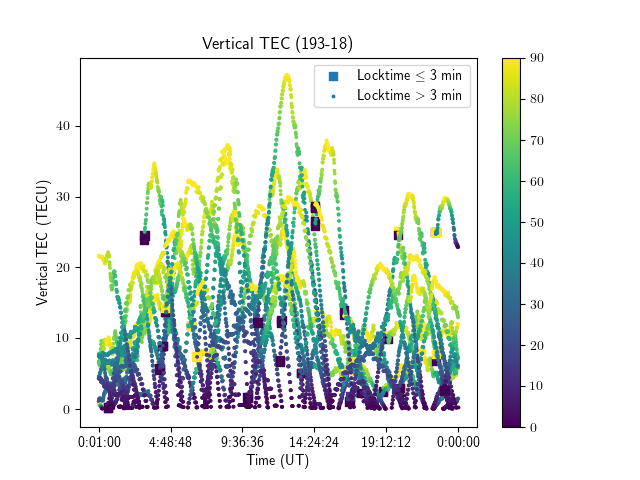 Vertical TEC (193-18)
Locktime ≤ 3 min
Locktime > 3 min
Vertical TEC (TECU)
40
30
20
10
0
0:01:00 4:48:48 9:36:36 14:24:24 19:12:12 0:00:00
Time (UT)
90
80
70
60
50
40
30
20
10
0